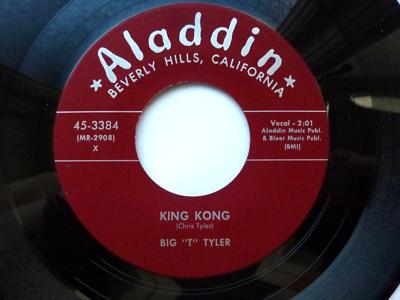 Aladdin
BEVERLY HILLS, CALIFORNIA
45-3384
(MR-2908)
X
Vocal - 2:01
Aladdin Music Publ.
& Bleer Music Publ.
(BMI)
KING KONG
(Chris Tyler)
BIG "T" TYLER